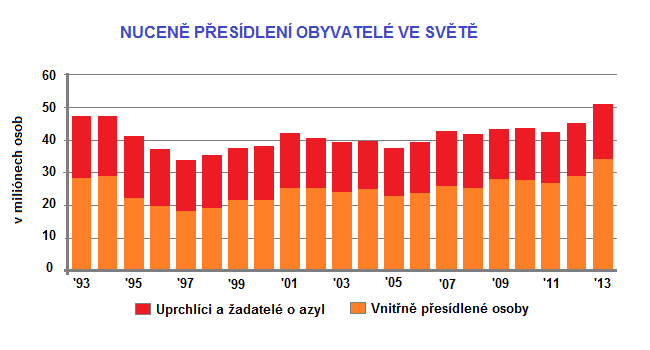 NUCENĚ PŘESÍDLENÍ OBYVATELÉ VE SVĚTĚ
v miliónech osob
60
50
40
30
20
10
0
'93 '95 '97 '99 '01 '03 '05 '07 '09 '11 '13
Uprchlíci a žadatelé o azyl Vnitřně přesídlené osoby